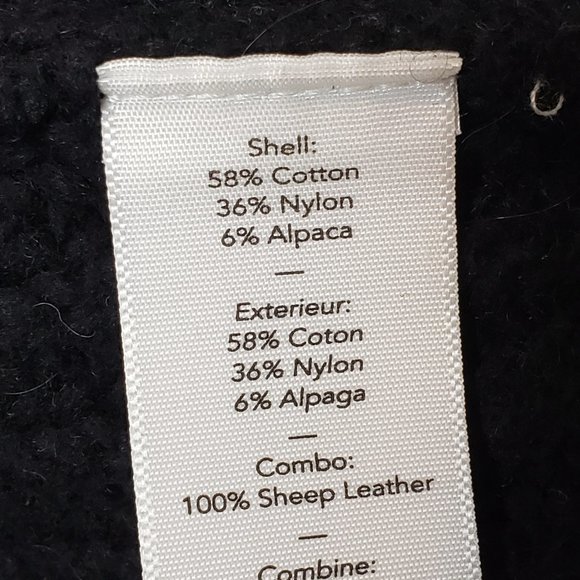 Shell:
58% Cotton
36% Nylon
6% Alpaca
—
Exterieur:
58% Coton
36% Nylon
6% Alpaga
—
Combo:
100% Sheep Leather
—
Combine: